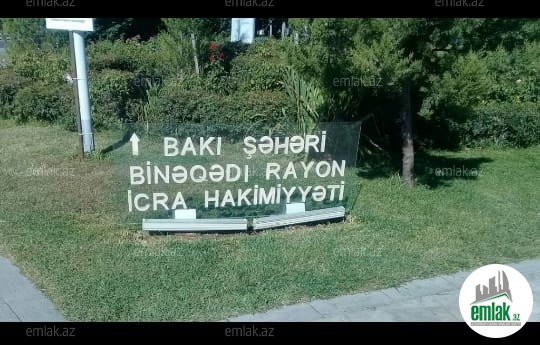 BAKI ŞƏHƏRİ
BİNƏQƏDİ RAYON
İCRA HAKİMİYYƏTİ
emlak.az